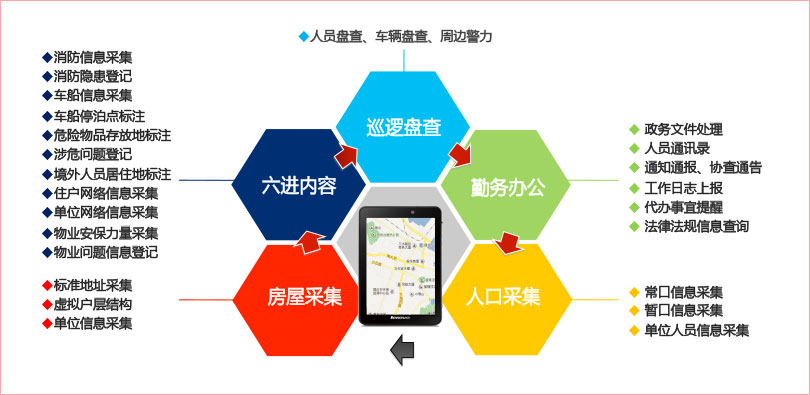 人员盘查、车辆盘查、周边警力
消防信息采集
消防隐患登记
车船信息采集
车船停泊点标注
危险物品存放地标注
涉危问题登记
境外人员居住地标注
住户网络信息采集
单位网络信息采集
物业安保力量采集
物业问题信息登记
标准地址采集
虚拟户层结构
单位信息采集
巡逻盘查
六进内容
勤务办公
房屋采集
人口采集
政务文件处理
人员通讯录
通知通报、协查通告
工作日志上报
代办事宜提醒
法律法规信息查询
常口信息采集
暂口信息采集
单位人员信息采集